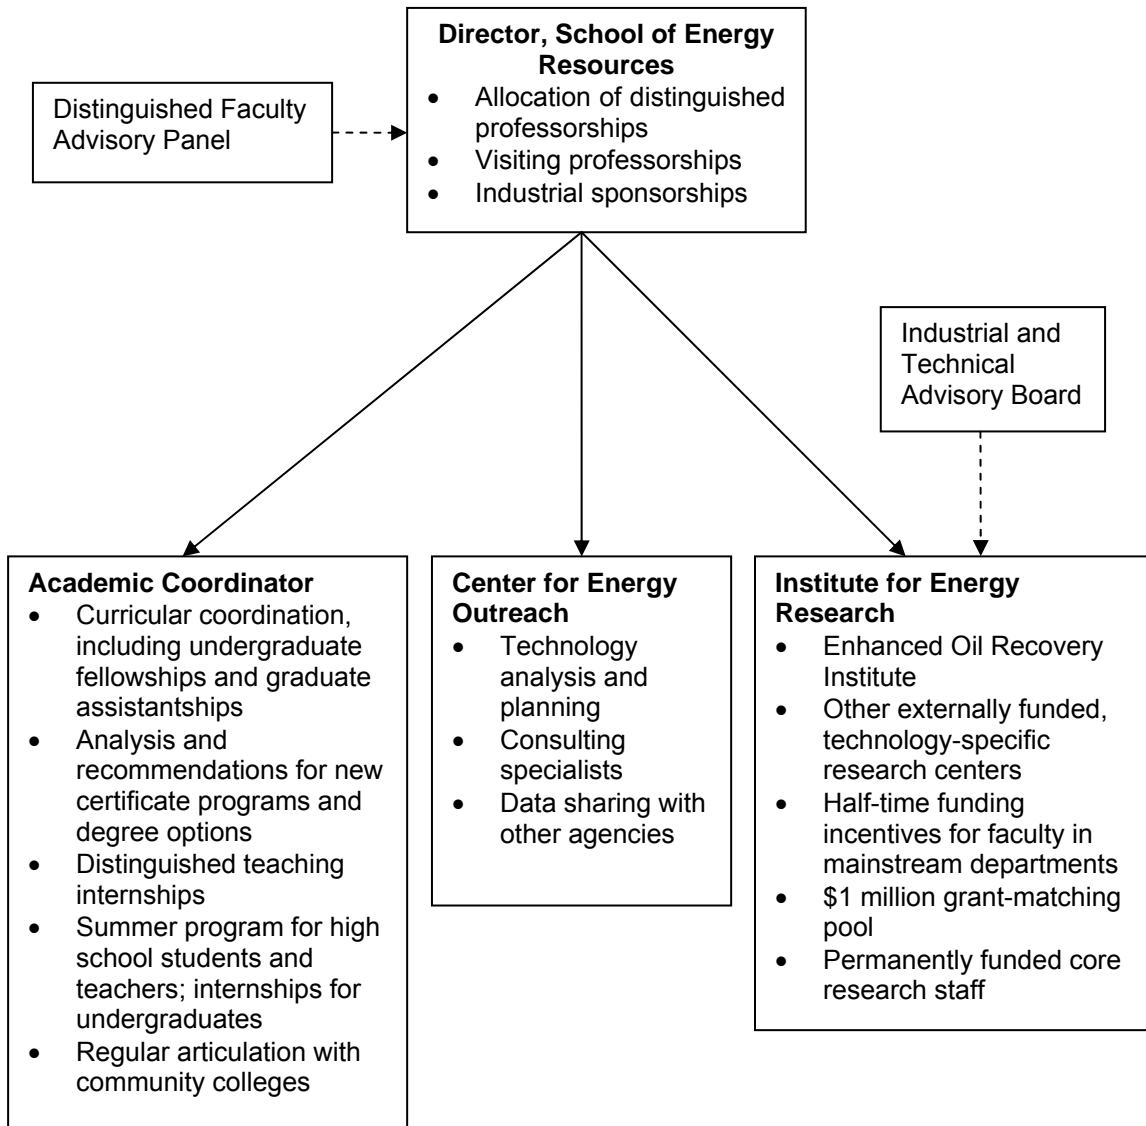 Director, School of Energy
Resources
• Allocation of distinguished
professorships
• Visiting professorships
• Industrial sponsorships
Distinguished Faculty
Advisory Panel
Industrial and
Technical
Advisory Board
Academic Coordinator
• Curricular coordination,
including undergraduate
fellowships and graduate
assistantships
• Analysis and
recommendations for new
certificate programs and
degree options
• Distinguished teaching
internships
• Summer program for high
school students and
teachers; internships for
undergraduates
• Regular articulation with
community colleges
Center for Energy
Outreach
• Technology
analysis and
planning
• Consulting
specialists
• Data sharing with
other agencies
Institute for Energy
Research
• Enhanced Oil Recovery
Institute
• Other externally funded,
technology-specific
research centers
• Half-time funding
incentives for faculty in
mainstream departments
• $1 million grant-matching
pool
• Permanently funded core
research staff